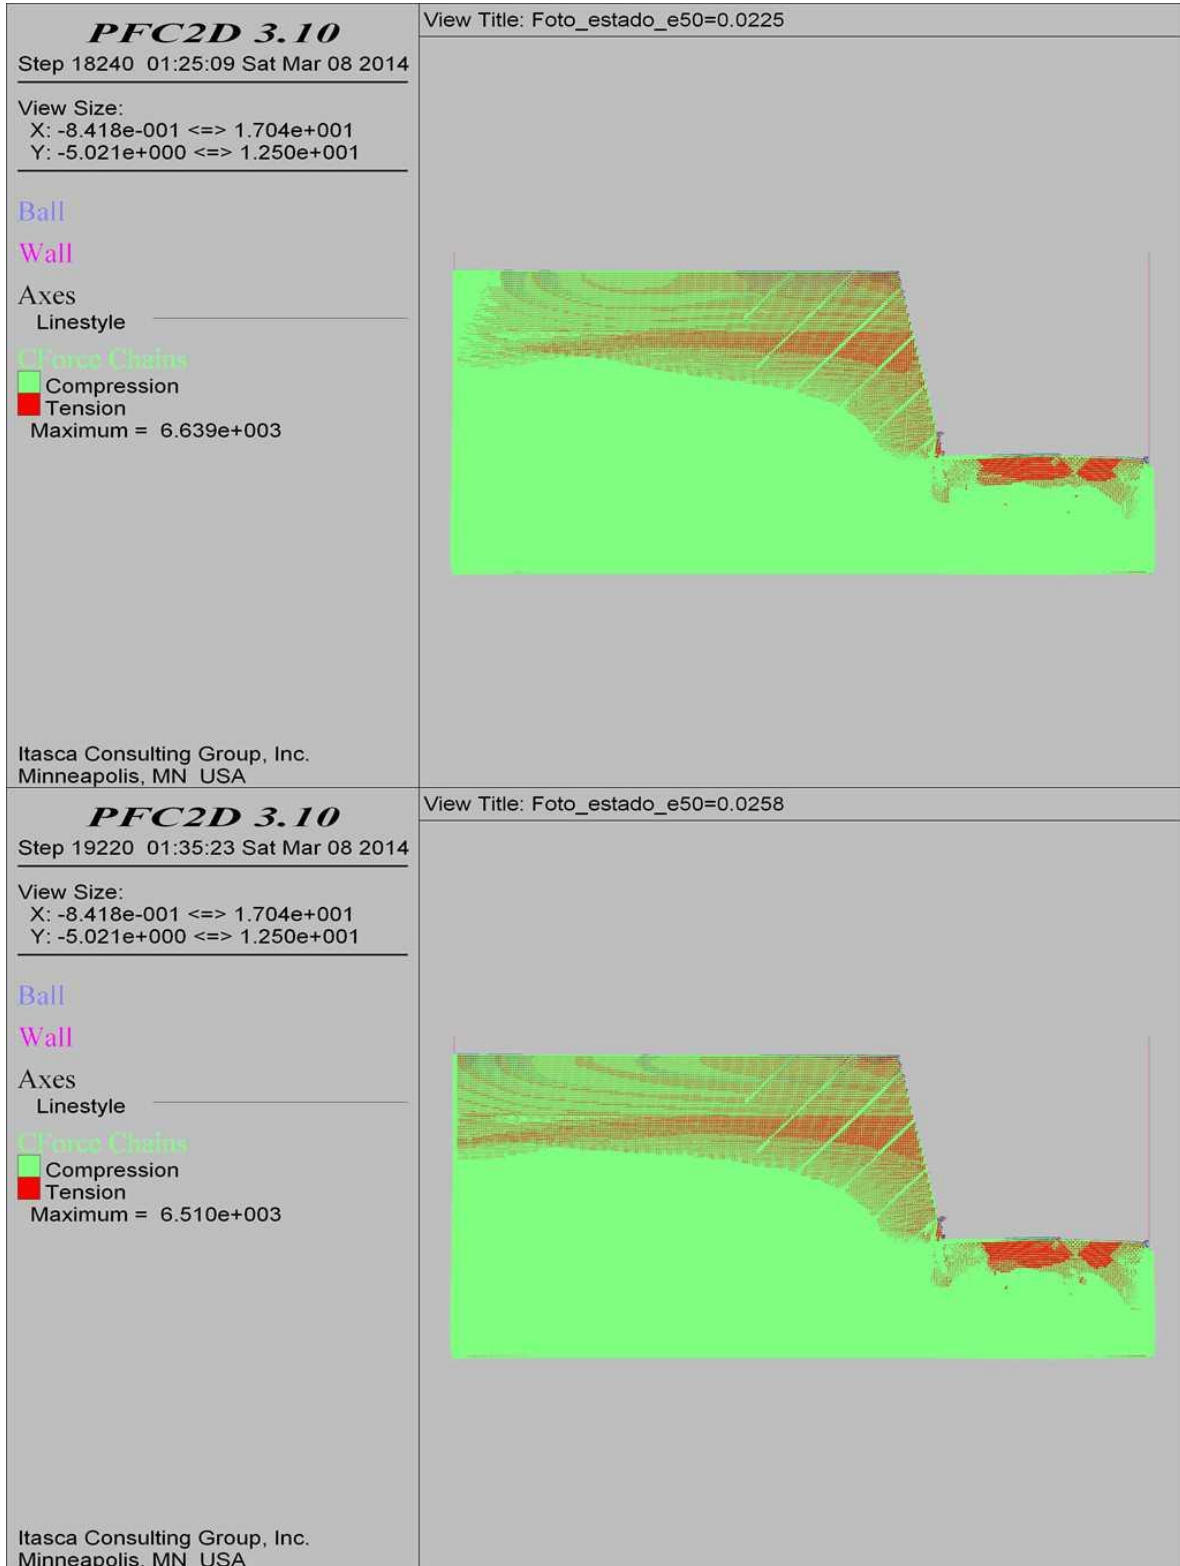 PFC2D 3.10
Step 18240 01:25:09 Sat Mar 08 2014
View Size:
X: -8.418e-001 <=> 1.704e+001
Y: -5.021e+000 <=> 1.250e+001
Ball
Wall
Axes
Linestyle
CForce Chains
Compression
Tension
Maximum = 6.639e+003
Itasca Consulting Group, Inc.
Minneapolis, MN USA
View Title: Foto_estado_e50=0.0225
PFC2D 3.10
Step 19220 01:35:23 Sat Mar 08 2014
View Size:
X: -8.418e-001 <=> 1.704e+001
Y: -5.021e+000 <=> 1.250e+001
Ball
Wall
Axes
Linestyle
CForce Chains
Compression
Tension
Maximum = 6.510e+003
Itasca Consulting Group, Inc.
Minneapolis, MN USA
View Title: Foto_estado_e50=0.0258